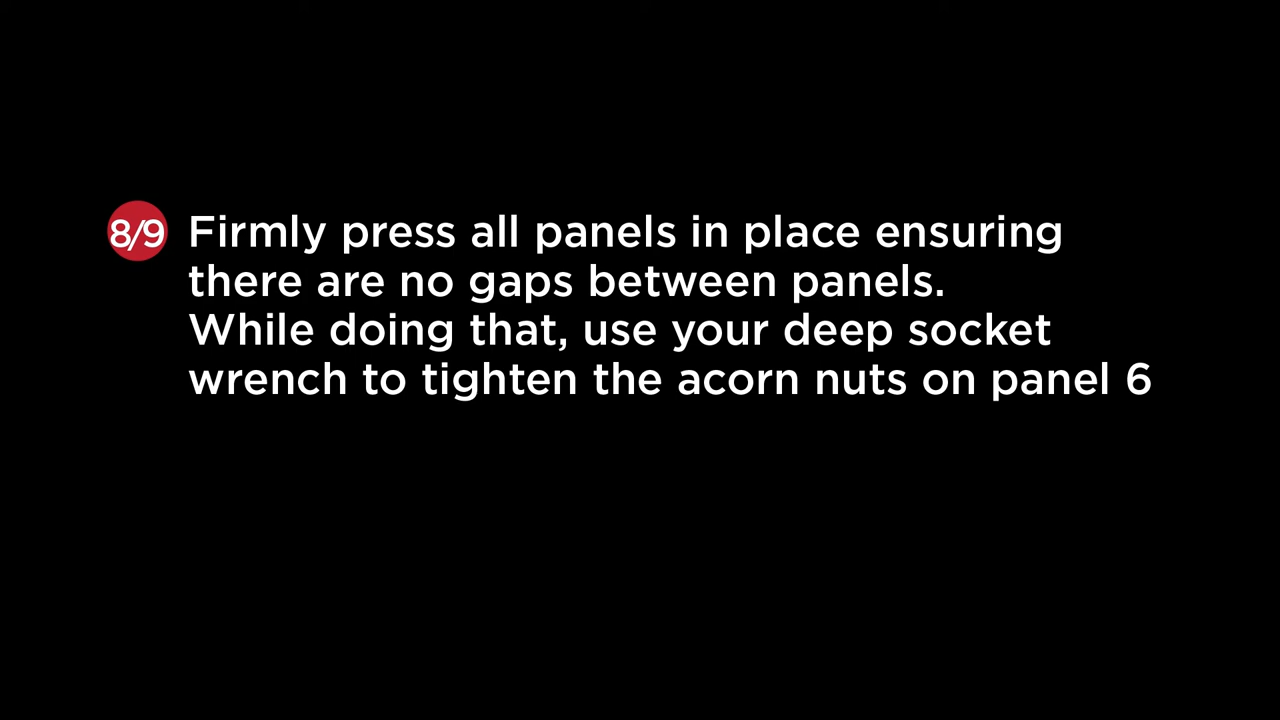 8/9 Firmly press all panels in place ensuring
there are no gaps between panels.
While doing that, use your deep socket
wrench to tighten the acorn nuts on panel 6